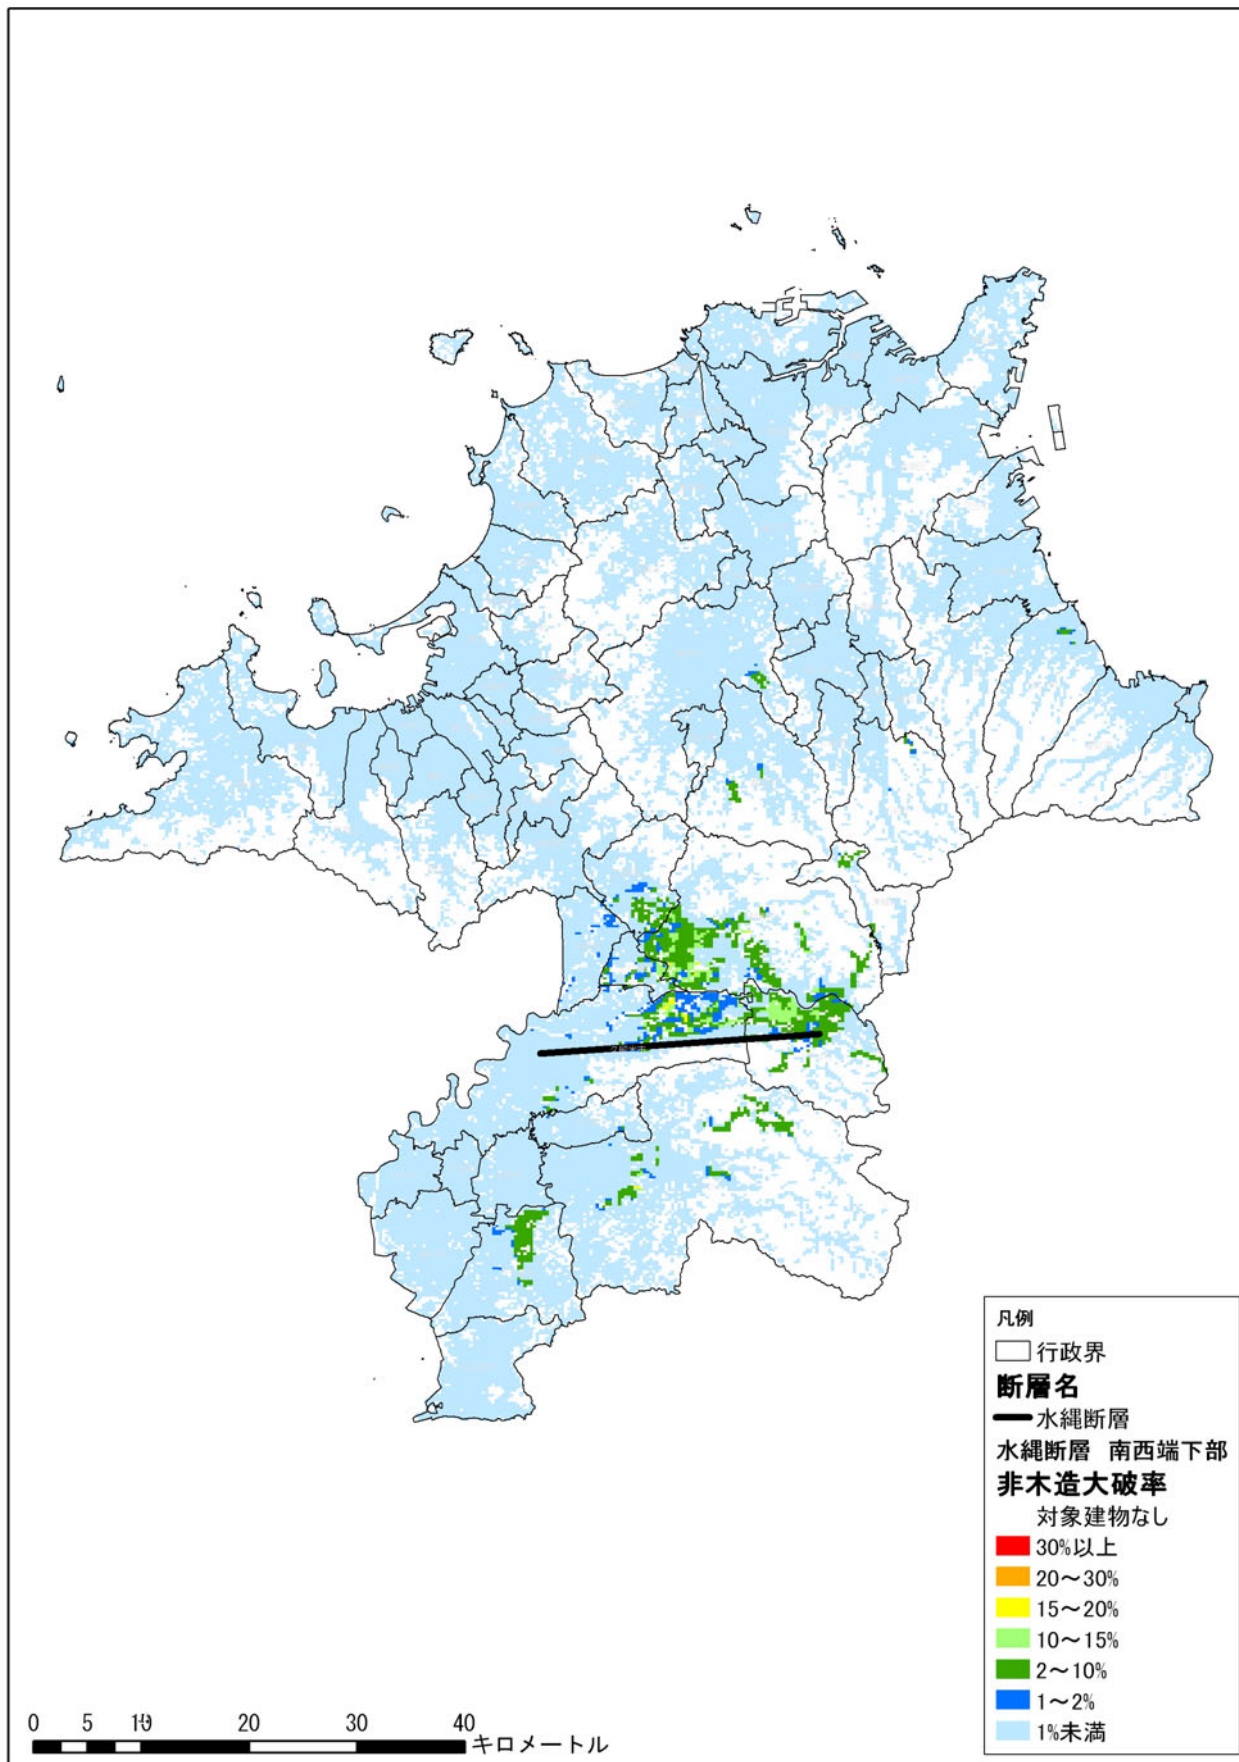 凡例
行政界
断層名
水縄断層
水縄断層 南西端下部
非木造大破率
対象建物なし
30%以上
20～30%
15～20%
10～15%
2～10%
1～2%
1%未満
0 5 10 20 30 40
キロメートル